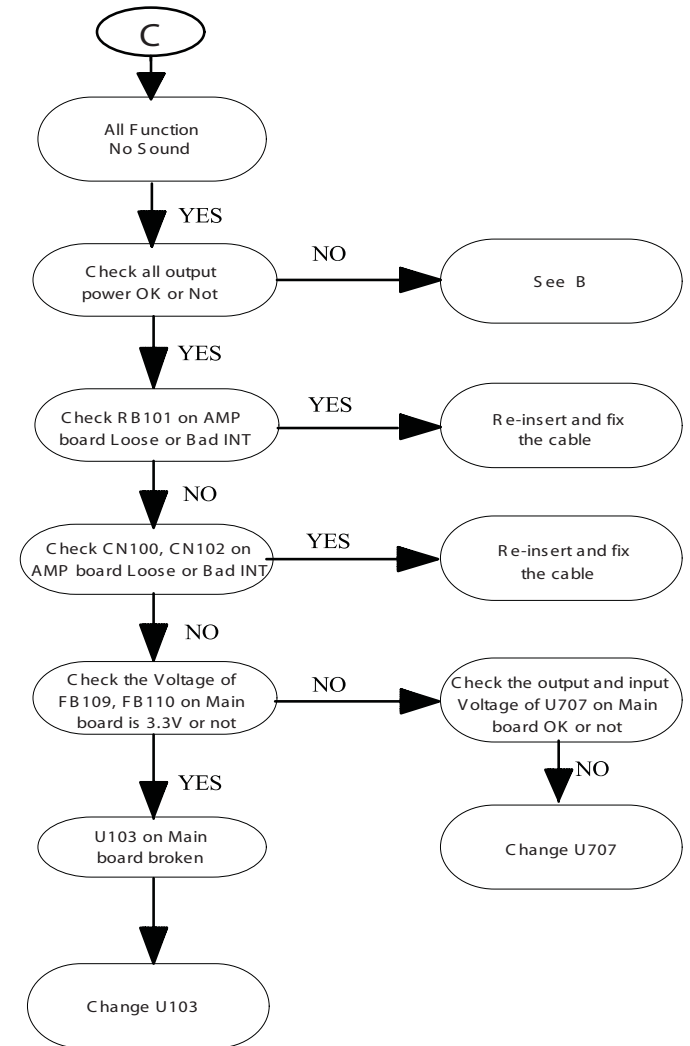 C
All Function
No Sound
YES
Check all output
power OK or Not
NO
See B
YES
Check RB101 on AMP
board Loose or Bad INT
YES
Re-insert and fix
the cable
NO
Check CN100, CN102 on
AMP board Loose or Bad INT
YES
Re-insert and fix
the cable
NO
Check the Voltage of
FB109, FB110 on Main
board is 3.3V or not
NO
Check the output and input
Voltage of U707 on Main
board OK or not
YES
NO
U103 on Main
board broken
Change U707
Change U103